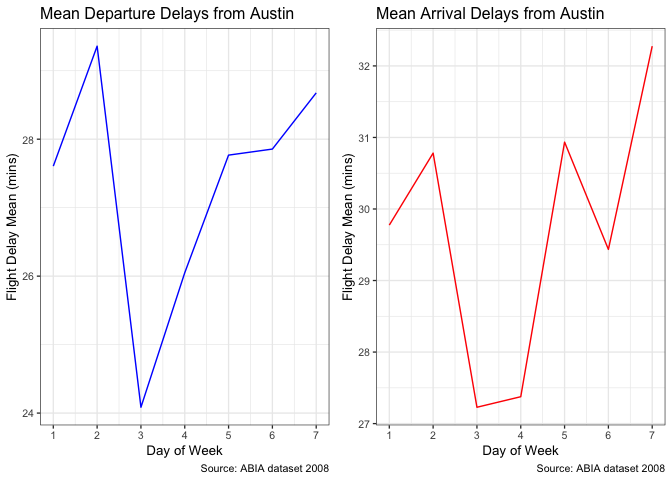 Mean Departure Delays from Austin
Flight Delay Mean (mins)
28
26
24
1 2 3 4 5 6 7
Day of Week
Source: ABIA dataset 2008
Mean Arrival Delays from Austin
Flight Delay Mean (mins)
32
31
30
29
28
27
1 2 3 4 5 6 7
Day of Week
Source: ABIA dataset 2008